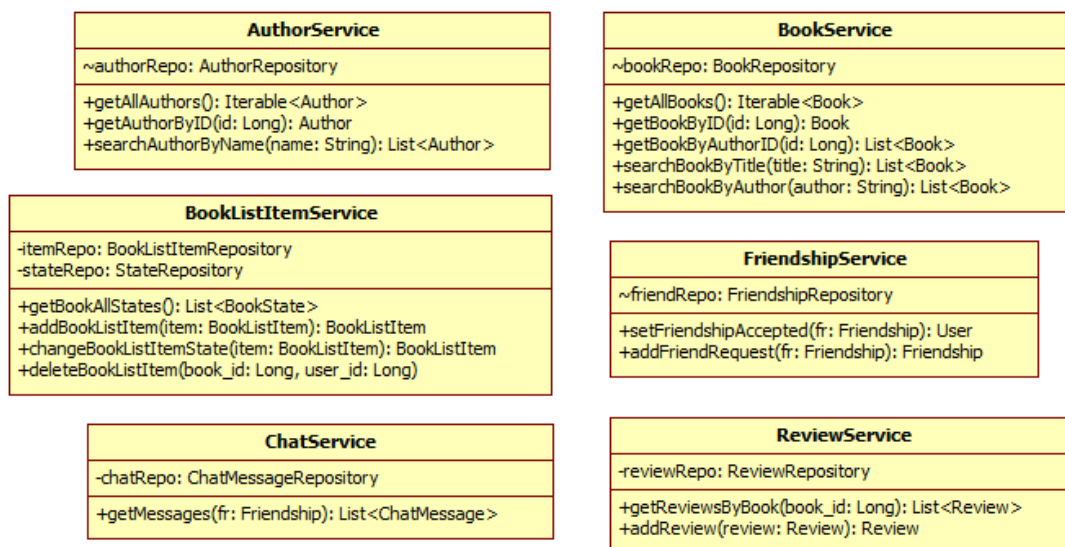 AuthorService
~authorRepo: AuthorRepository
+getAllAuthors(): Iterable<Author>
+getAuthorByID(id: Long): Author
+searchAuthorByName(name: String): List<Author>
BookService
~bookRepo: BookRepository
+getAllBooks(): Iterable<Book>
+getBookByID(id: Long): Book
+getBookByAuthorID(id: Long): List<Book>
+searchBookByTitle(title: String): List<Book>
+searchBookByAuthor(author: String): List<Book>
BookListItemService
-itemRepo: BookListItemRepository
-stateRepo: StateRepository
+getBookAllStates(): List<BookState>
+addBookListItem(item: BookListItem): BookListItem
+changeBookListItemState(item: BookListItem): BookListItem
+deleteBookListItem(book_id: Long, user_id: Long)
FriendshipService
~friendRepo: FriendshipRepository
+setFriendshipAccepted(fr: Friendship): User
+addFriendRequest(fr: Friendship): Friendship
ChatService
-chatRepo: ChatMessageRepository
+getMessages(fr: Friendship): List<ChatMessage>
ReviewService
-reviewRepo: ReviewRepository
+getReviewsByBook(book_id: Long): List<Review>
+addReview(review: Review): Review